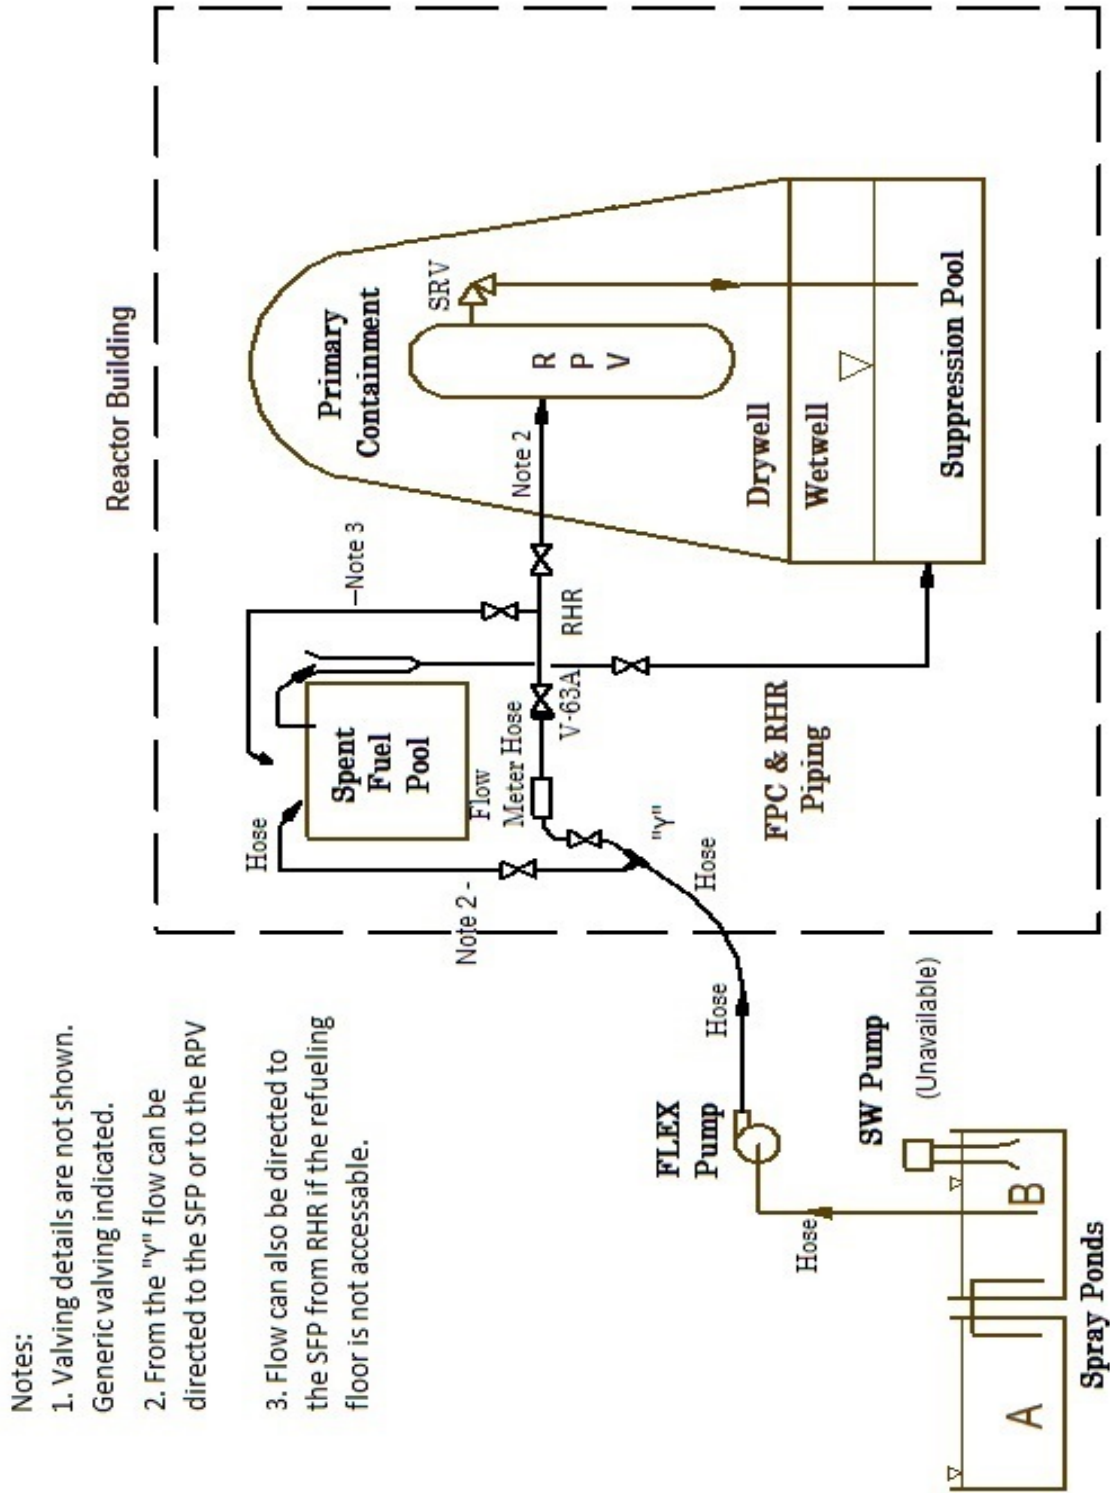 Notes:
1. Valving details are not shown.
Generic valving indicated.
2. From the "Y" flow can be
directed to the SFP or to the RPV
3. Flow can also be directed to
the SFP from RHR if the refueling
floor is not accessable.
Reactor Building
Primary
Containment
SRV
R
P
V
Note 2
Drywell
Wetwell
Suppression Pool
Note 3
RHR
V-63A
Spent
Fuel
Pool
Hose
Flow
Meter Hose
Note 2 -
"Y"
Hose
FPC & RHR
Piping
Hose
FLEX
Pump
SW Pump
(Unavailable)
Hose
A
B
Spray Ponds